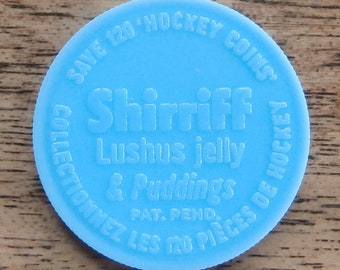 SAVE 120 'HOCKEY COINS'
Shirriff
Lushus jelly
& Puddings
PAT. PEND.
COLLECTIONNEZ LES 120 PIÈCES DE HOCKEY